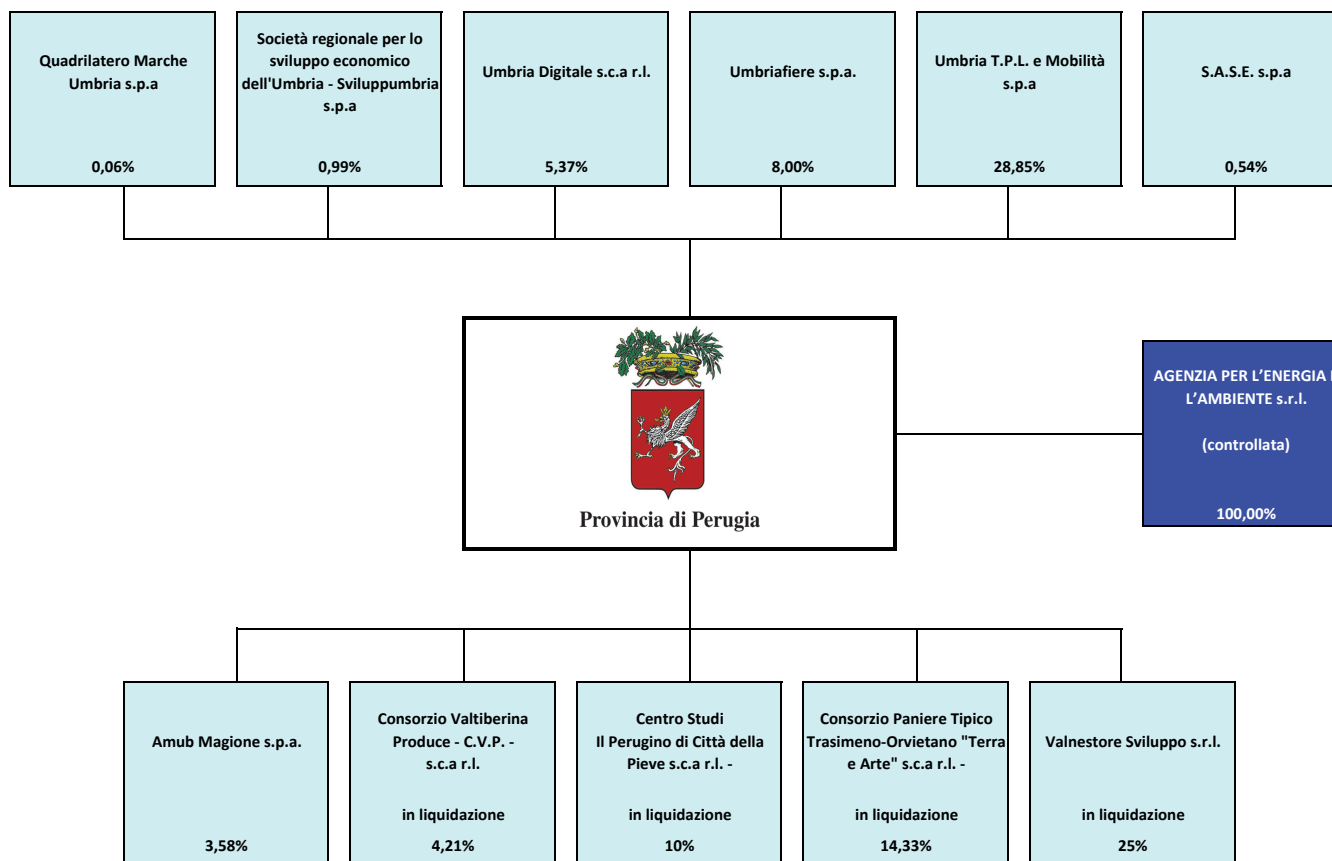 Quadrilatero Marche
Umbria s.p.a
0,06%
Società regionale per lo
sviluppo economico
dell'Umbria - Sviluppumbria
s.p.a
0,99%
Umbria Digitale s.c.a r.l.
5,37%
Umbriafiere s.p.a.
8,00%
Umbria T.P.L. e Mobilità
s.p.a
28,85%
S.A.S.E. s.p.a
0,54%
Provincia di Perugia
AGENZIA PER L’ENERGIA
L’AMBIENTE s.r.l.
(controllata)
100,00%
Amub Magione s.p.a.
3,58%
Consorzio Valtiberina
Produce - C.V.P. -
s.c.a r.l.
in liquidazione
4,21%
Centro Studi
Il Perugino di Città della
Pieve s.c.a r.l. -
in liquidazione
10%
Consorzio Paniere Tipico
Trasimeno-Orvietano "Terra
e Arte" s.c.a r.l. -
in liquidazione
14,33%
Valnestore Sviluppo s.r.l.
in liquidazione
25%